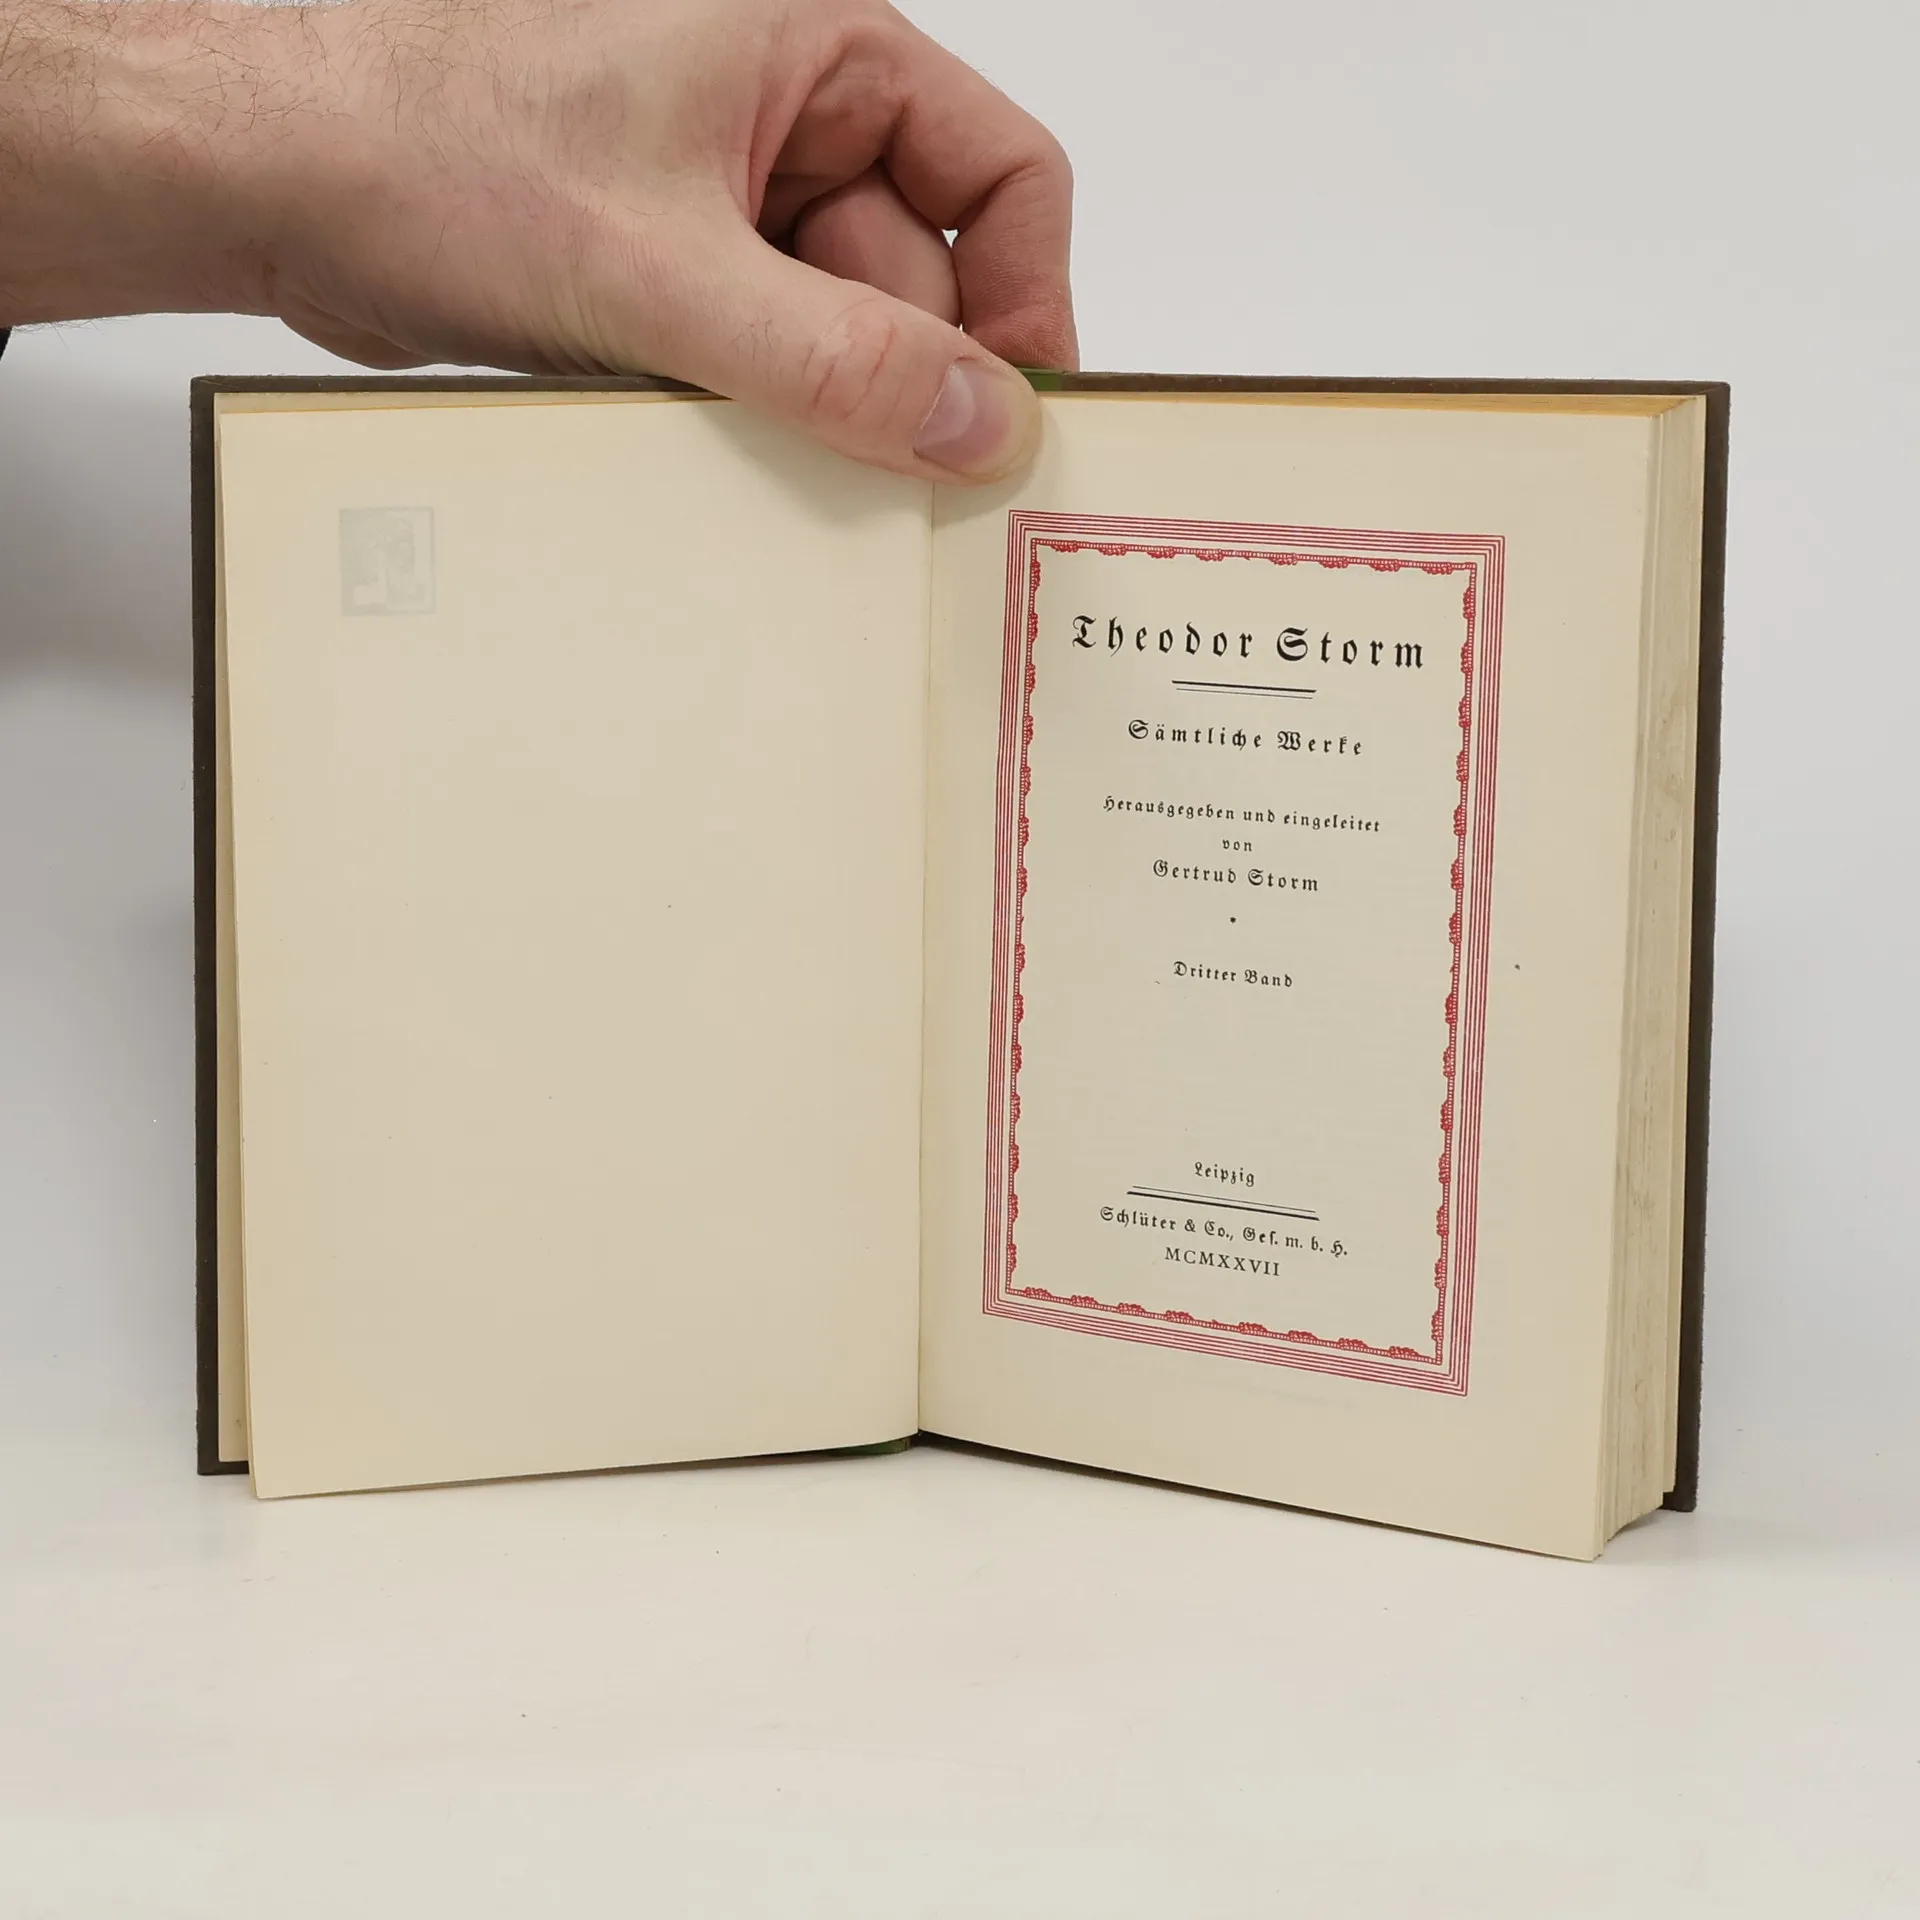 Theodor Storm
Sämtliche Werke
Herausgegeben und eingeleitet
von
Gertrud Storm
*
Dritter Band
Leipzig
Schlüter & Co., Ges. m. b. H.
MCMXXVII